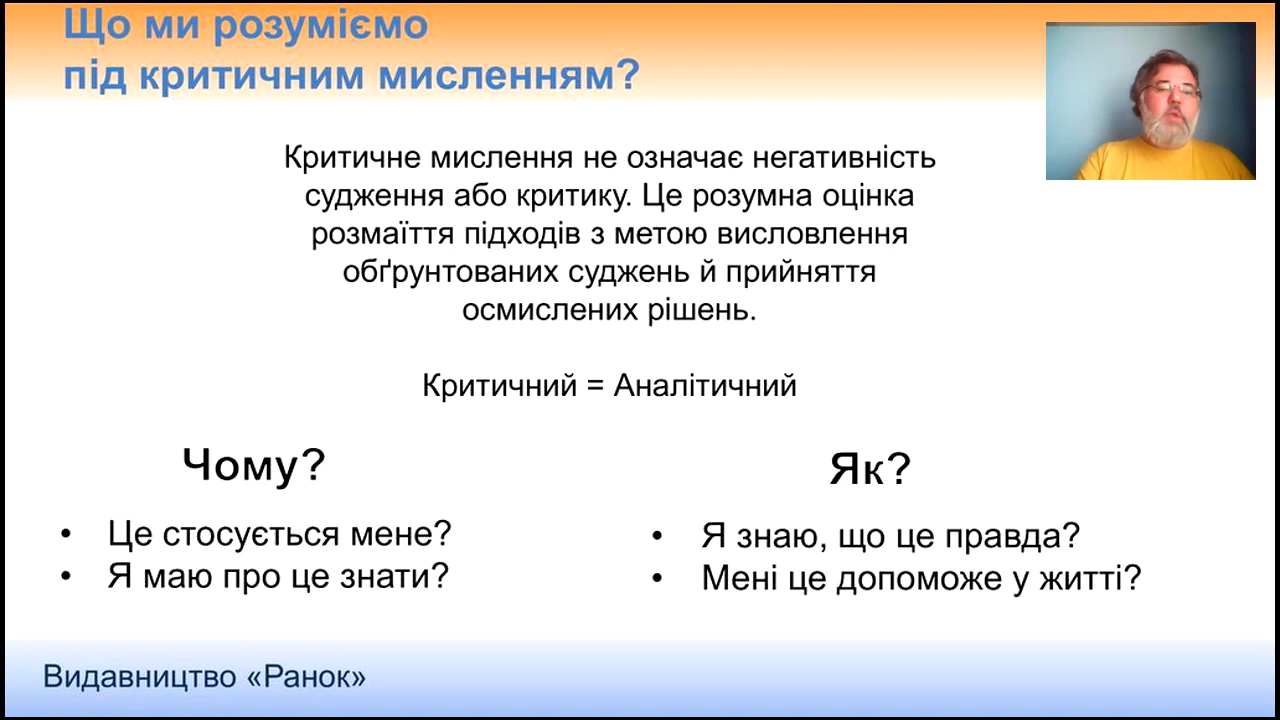 Що ми розуміємо
під критичним мисленням?
Критичне мислення не означає негативність
судження або критику. Це розумна оцінка
розмаїття підходів з метою висловлення
обґрунтованих суджень й прийняття
осмислених рішень.
Критичний = Аналітичний
Чому?
• Це стосується мене?
• Я маю про це знати?
Як?
• Я знаю, що це правда?
• Мені це допоможе у житті?
Видавництво «Ранок»